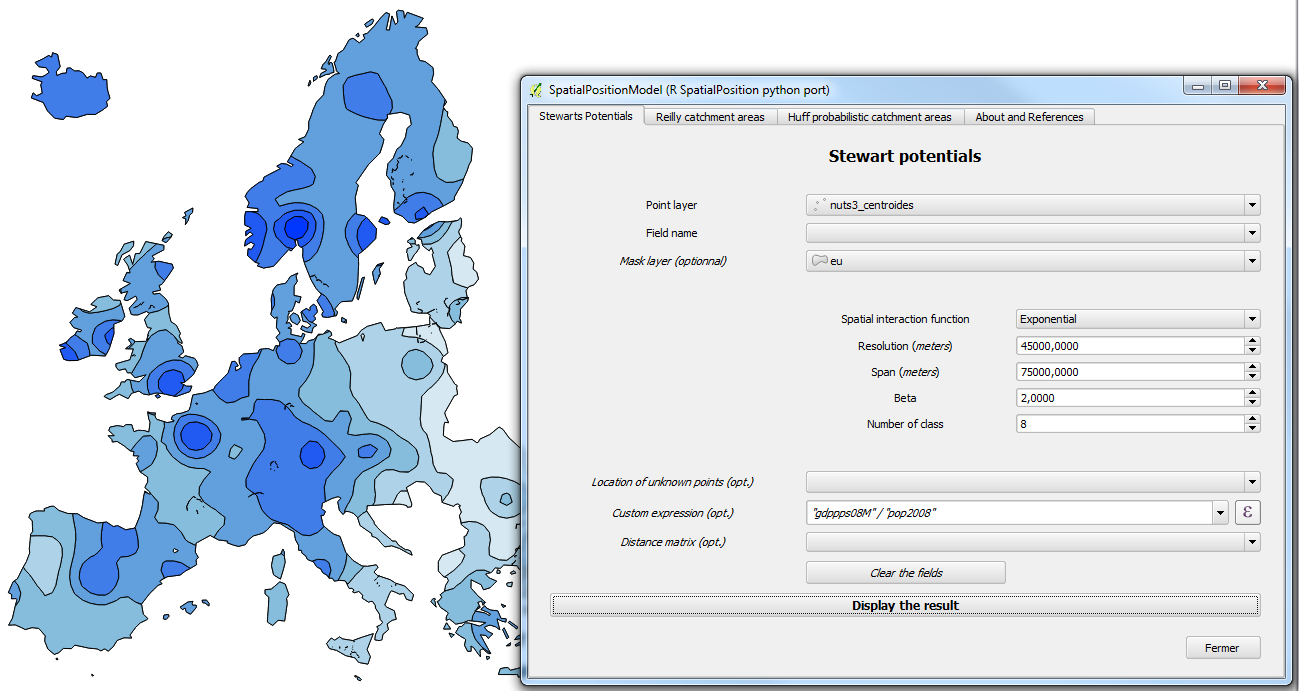 SpatialPositionModel (R SpatialPosition python port)
Stewarts Potentials Reilly catchment areas Huff probabilistic catchment areas About and References
Stewart potentials
Point layer nuts3_centroides
Field name
Mask layer (optionnal) eu
Spatial interaction function Exponential
Resolution (meters) 45000,0000
Span (meters) 75000,0000
Beta 2,0000
Number of class 8
Location of unknown points (opt.)
Custom expression (opt.) "gdppps08M" / "pop2008" ε
Distance matrix (opt.)
Clear the fields
Display the result
Fermer